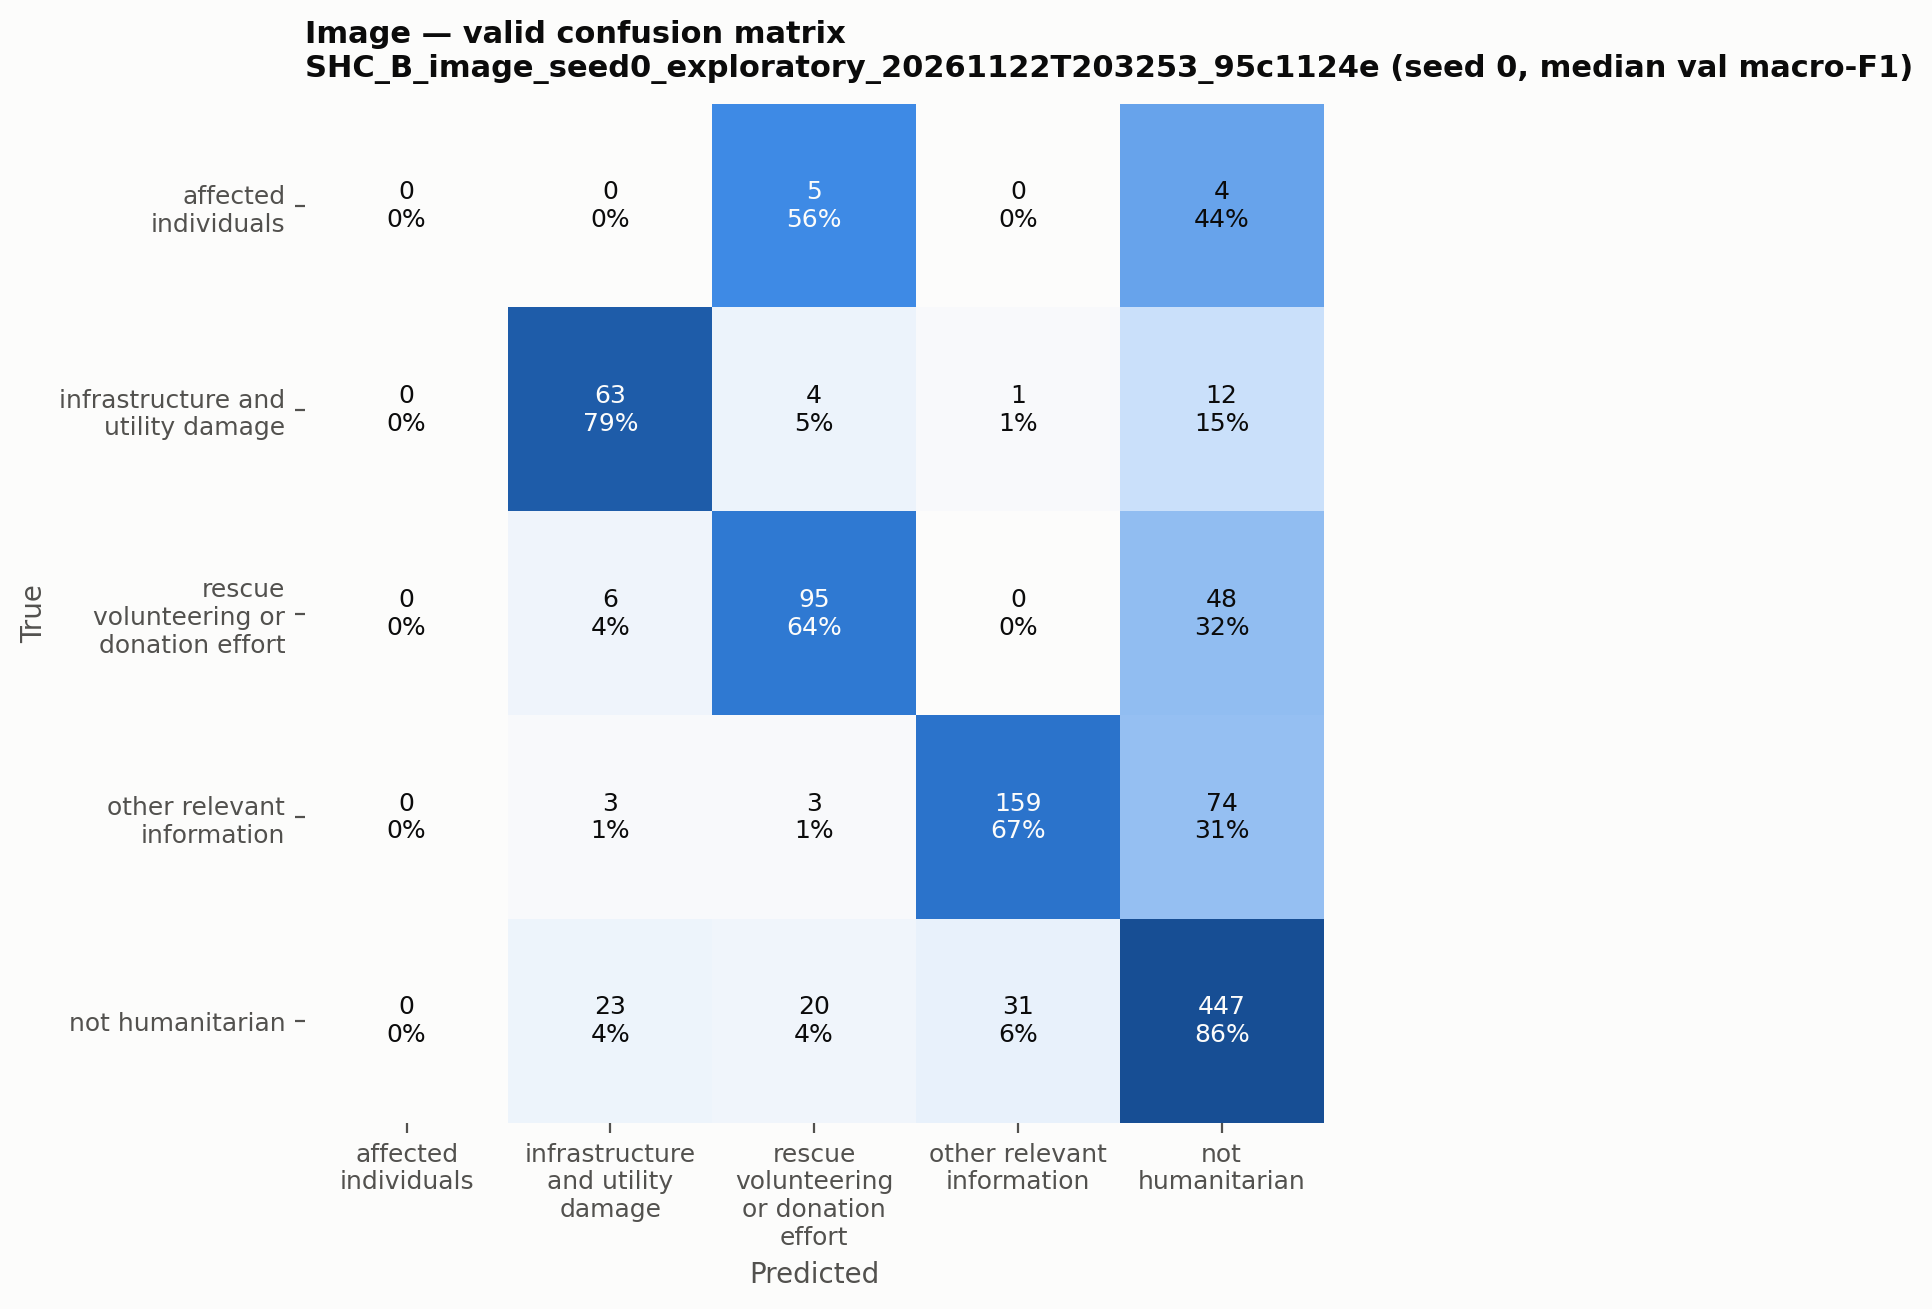 Image — valid confusion matrix
SHC_B_image_seed0_exploratory_20261122T203253_95c1124e (seed 0, median val macro-F1)
True
affected
individuals
0 0 5 0 4
0% 0% 56% 0% 44%
infrastructure and
utility damage
0 63 4 1 12
0% 79% 5% 1% 15%
rescue
volunteering or
donation effort
0 6 95 0 48
0% 4% 64% 0% 32%
other relevant
information
0 3 3 159 74
0% 1% 1% 67% 31%
not humanitarian
0 23 20 31 447
0% 4% 4% 6% 86%
affected
individuals
infrastructure
and utility
damage
rescue
volunteering
or donation
effort
other relevant
information
not
humanitarian
Predicted